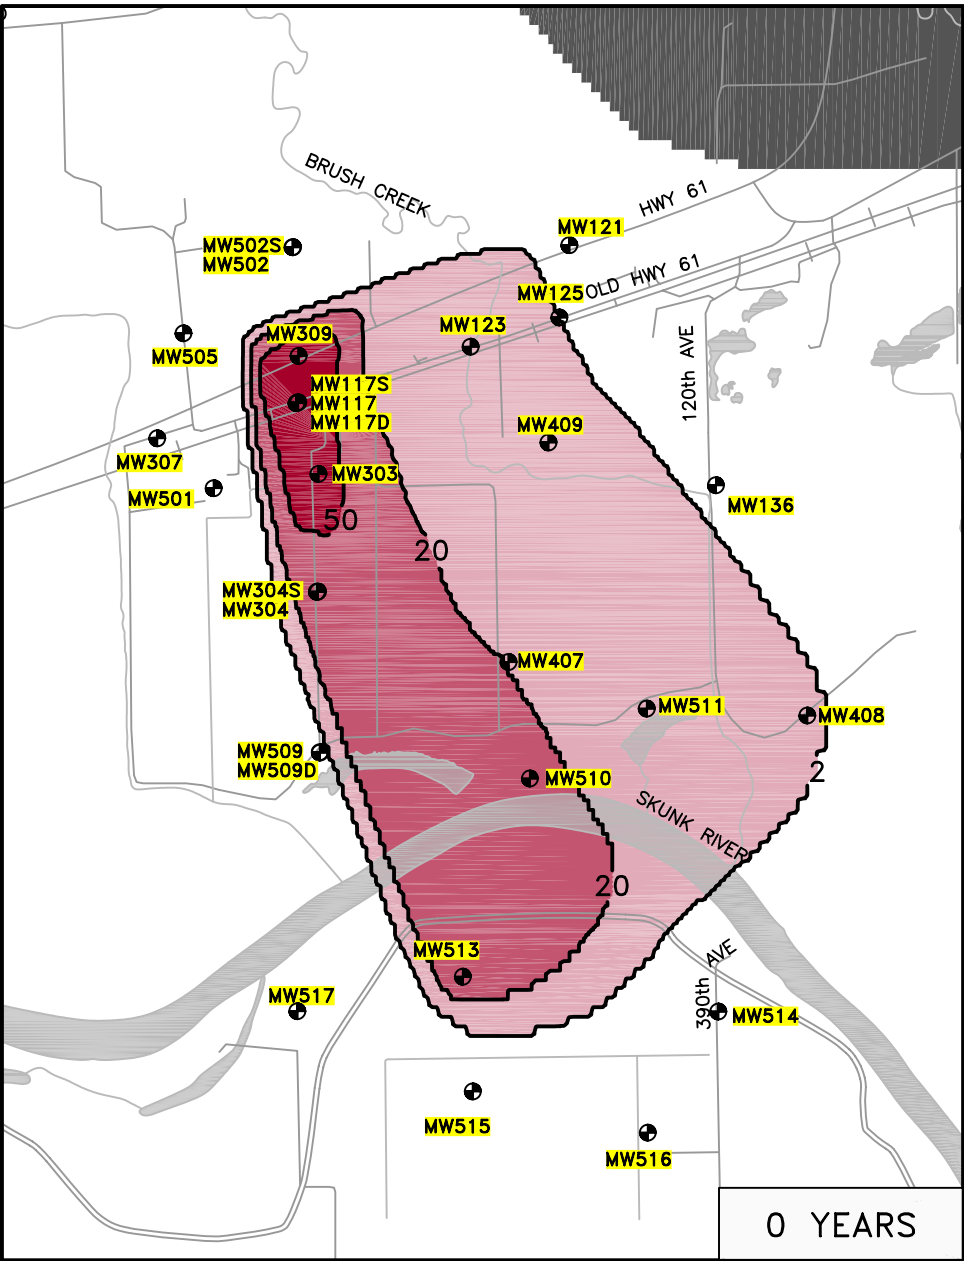 BRUSH CREEK
HWY 61
MW121
MW502S
MW502
OLD HWY 61
MW125
MW123
MW309
MW505
120th AVE
MW117S
MW117
MW117D
MW409
MW307
MW303
MW501
MW136
50
20
MW304S
MW304
MW407
MW511
MW408
MW509
MW509D
MW510
2
SKUNK RIVER
20
MW513
390th AVE
MW517
MW514
MW515
MW516
0 YEARS